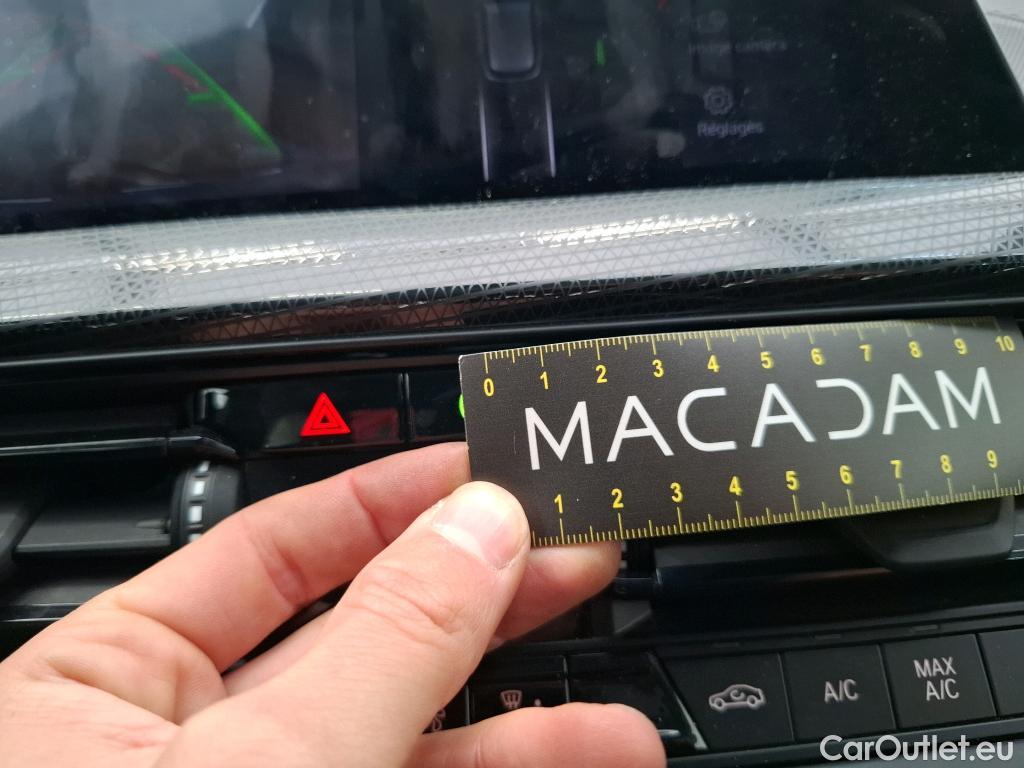 image caméra
Réglages
0 1 2 3 4 5 6 7 8 9 10
MACADAM
1 2 3 4 5 6 7 8 9
A/C
MAX
A/C
CarOutlet.eu